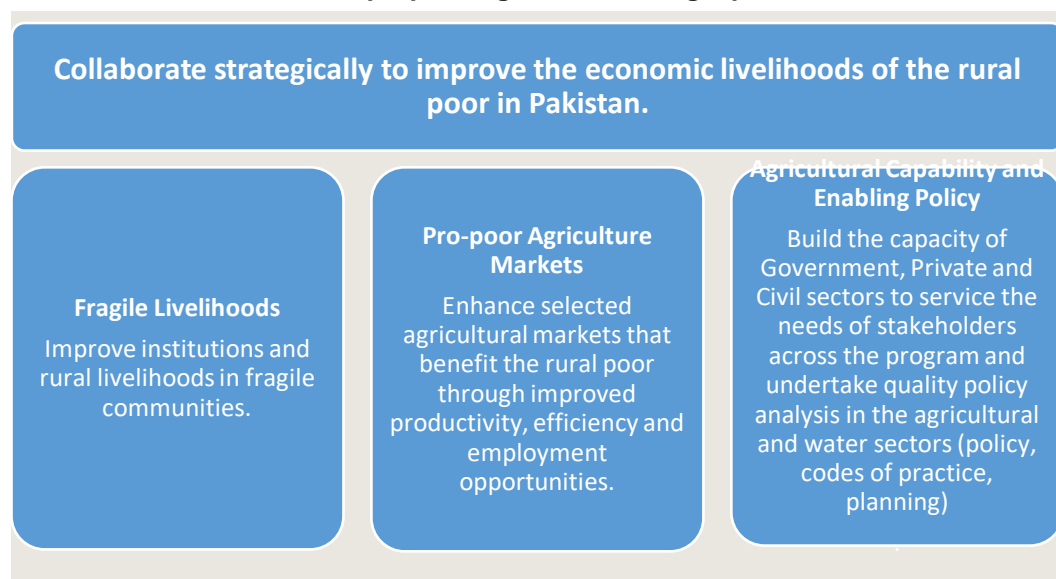 Collaborate strategically to improve the economic livelihoods of the rural
poor in Pakistan.
Fragile Livelihoods
Improve institutions and
rural livelihoods in fragile
communities.
Pro-poor Agriculture
Markets
Enhance selected
agricultural markets that
benefit the rural poor
through improved
productivity, efficiency and
employment
opportunities.
Agricultural Capability and
Enabling Policy
Build the capacity of
Government, Private and
Civil sectors to service the
needs of stakeholders
across the program and
undertake quality policy
analysis in the agricultural
and water sectors (policy,
codes of practice,
planning)
.